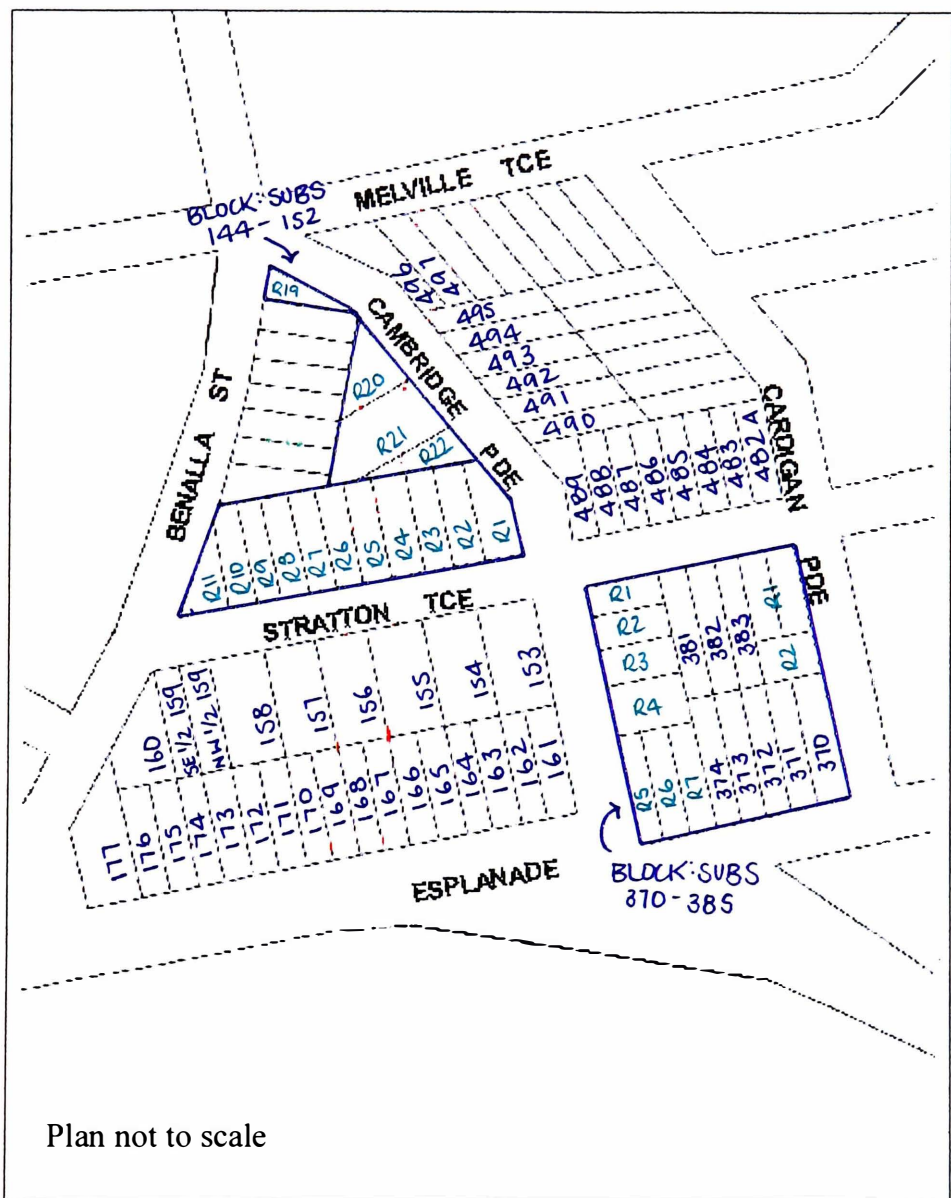 MELVILLE TCE
BLOCK: SUBS
144 - 152
R19
496
497
495
494
493
492
491
490
CAMBRIDGE PDE
R20
R21
R22
BENALLA ST
489
488
487
486
485
484
483
482A
CARDIGAN PDE
R11
R10
R9
R8
R7
R6
R5
R4
R3
R2
R1
STRATTON TCE
R1
R2
R3
R4
381
382
383
R1
R2
160
SE 1/2 159
NW 1/2 159
158
157
156
155
154
153
177
176
175
174
173
172
171
170
169
168
167
166
165
164
163
162
161
R5
R6
R7
374
373
372
371
370
ESPLANADE
BLOCK: SUBS
370 - 385
Plan not to scale